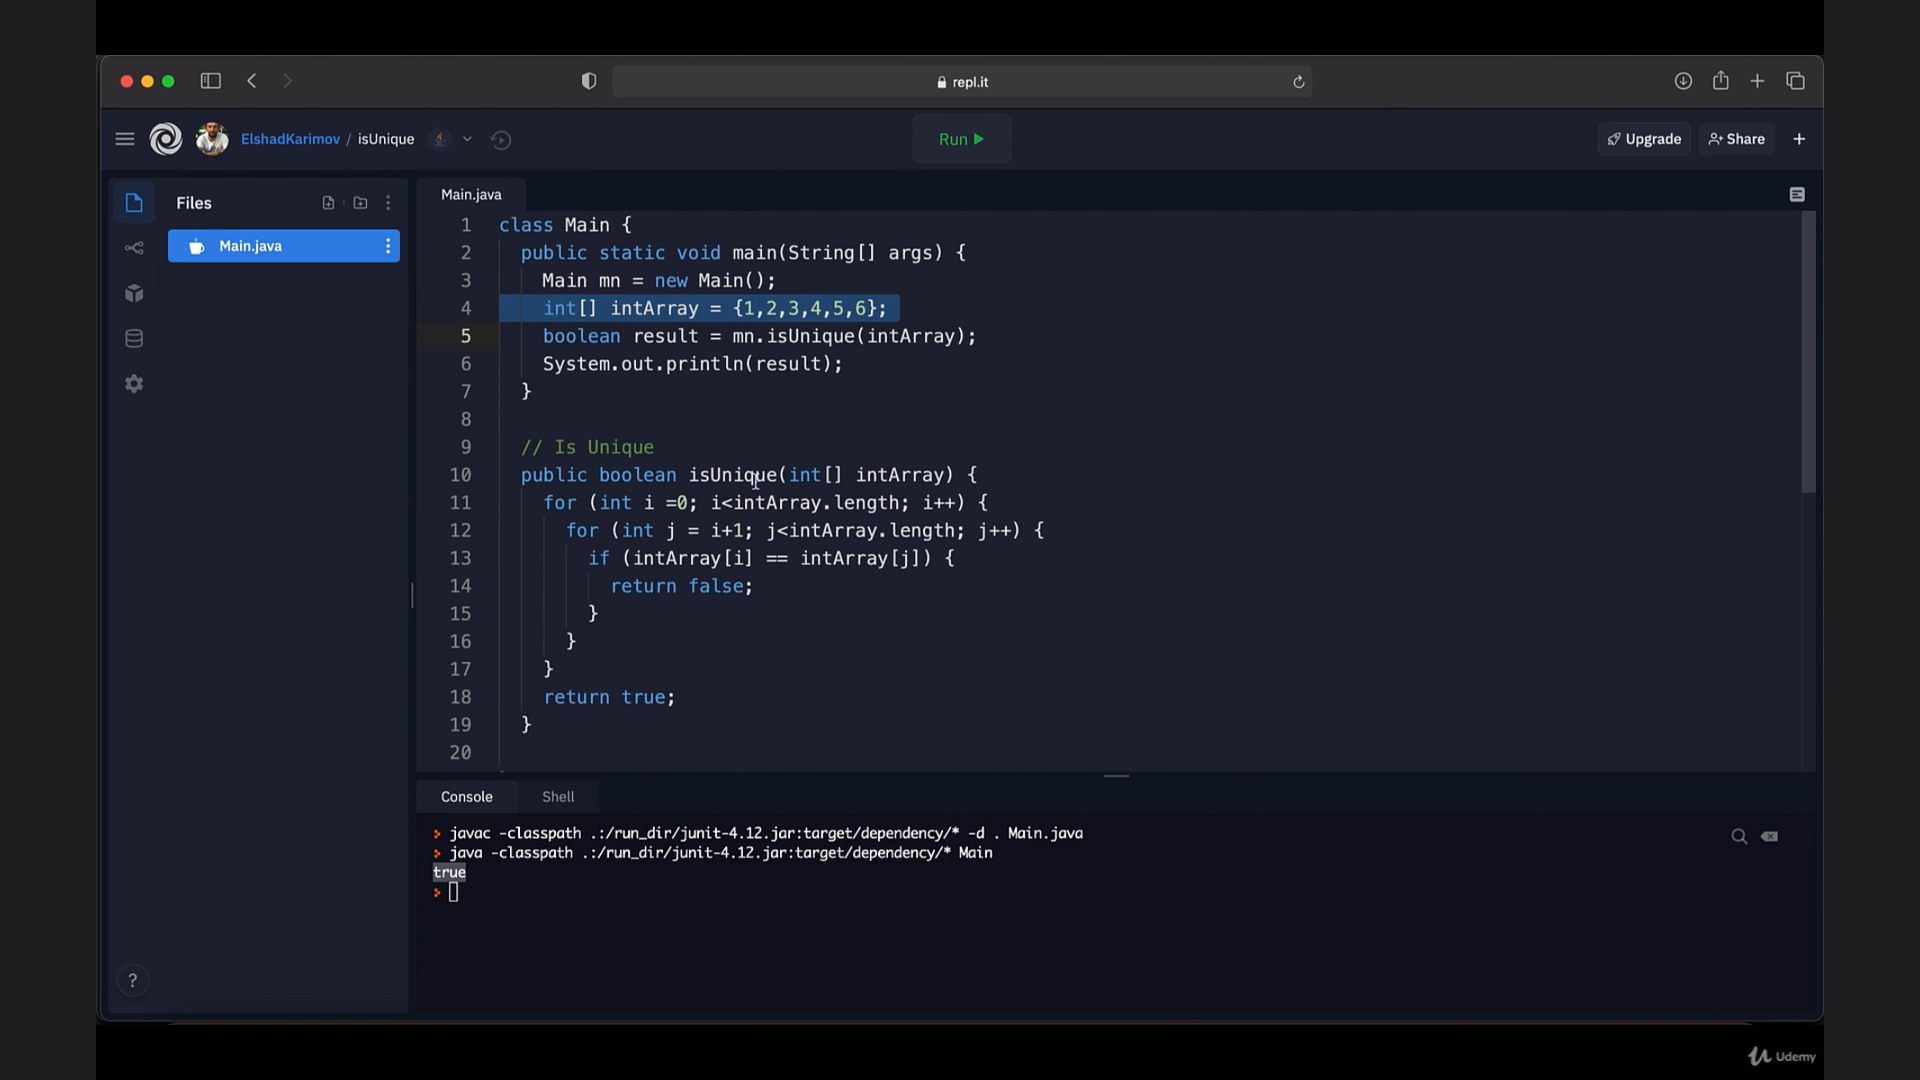 repl.it
ElshadKarimov / isUnique
Run
Upgrade
Share
Files
Main.java
Main.java
1 class Main {
2 public static void main(String[] args) {
3 Main mn = new Main();
4 int[] intArray = {1,2,3,4,5,6};
5 boolean result = mn.isUnique(intArray);
6 System.out.println(result);
7 }
8
9 // Is Unique
10 public boolean isUnique(int[] intArray) {
11 for (int i =0; i<intArray.length; i++) {
12 for (int j = i+1; j<intArray.length; j++) {
13 if (intArray[i] == intArray[j]) {
14 return false;
15 }
16 }
17 }
18 return true;
19 }
20
Console Shell
> javac -classpath .:/run_dir/junit-4.12.jar:target/dependency/* -d . Main.java
> java -classpath .:/run_dir/junit-4.12.jar:target/dependency/* Main
true
>
?
Udemy